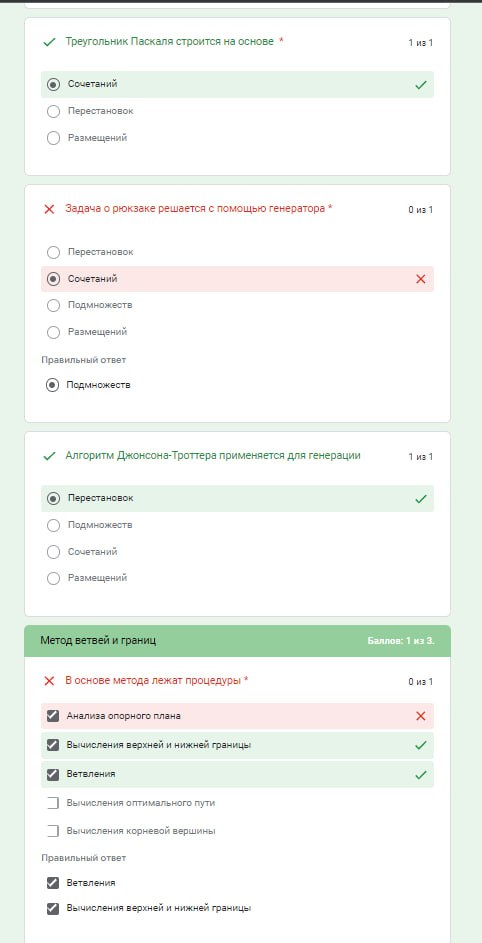 Треугольник Паскаля строится на основе *
1 из 1
Сочетаний
Перестановок
Размещений
Задача о рюкзаке решается с помощью генератора *
0 из 1
Перестановок
Сочетаний
Подмножеств
Размещений
Правильный ответ
Подмножеств
Алгоритм Джонсона-Троттера применяется для генерации
1 из 1
Перестановок
Подмножеств
Сочетаний
Размещений
Метод ветвей и границ
Баллов: 1 из 3.
В основе метода лежат процедуры *
0 из 1
Анализа опорного плана
Вычисления верхней и нижней границы
Ветвления
Вычисления оптимального пути
Вычисления корневой вершины
Правильный ответ
Ветвления
Вычисления верхней и нижней границы